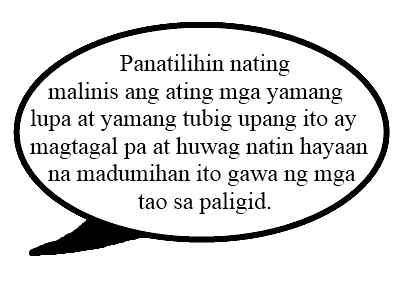 Panatilihin nating
malinis ang ating mga yamang
lupa at yamang tubig upang ito ay
magtagal pa at huwag natin hayaan
na madumihan ito gawa ng mga
tao sa paligid.